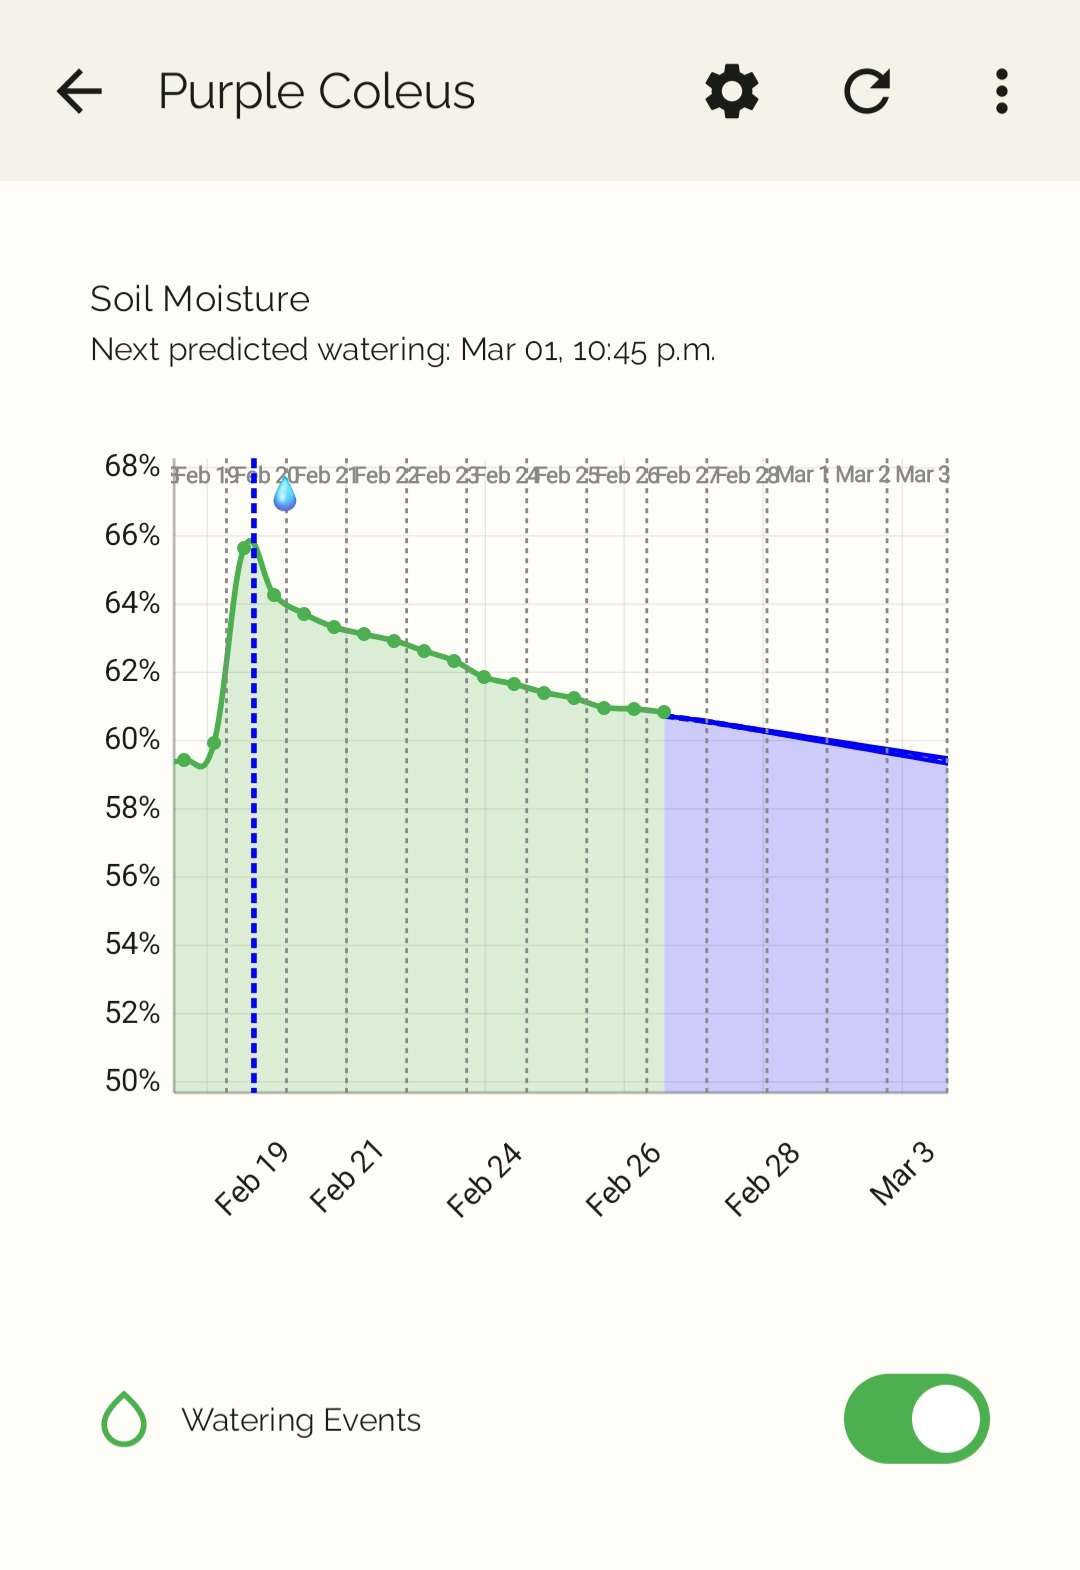 Purple Coleus
Soil Moisture
Next predicted watering: Mar 01, 10:45 p.m.
68%
Feb 19 Feb 20 Feb 21 Feb 22 Feb 23 Feb 24 Feb 25 Feb 26 Feb 27 Feb 28 Mar 1 Mar 2 Mar 3
66%
64%
62%
60%
58%
56%
54%
52%
50%
Feb 19 Feb 21 Feb 24 Feb 26 Feb 28 Mar 3
Watering Events